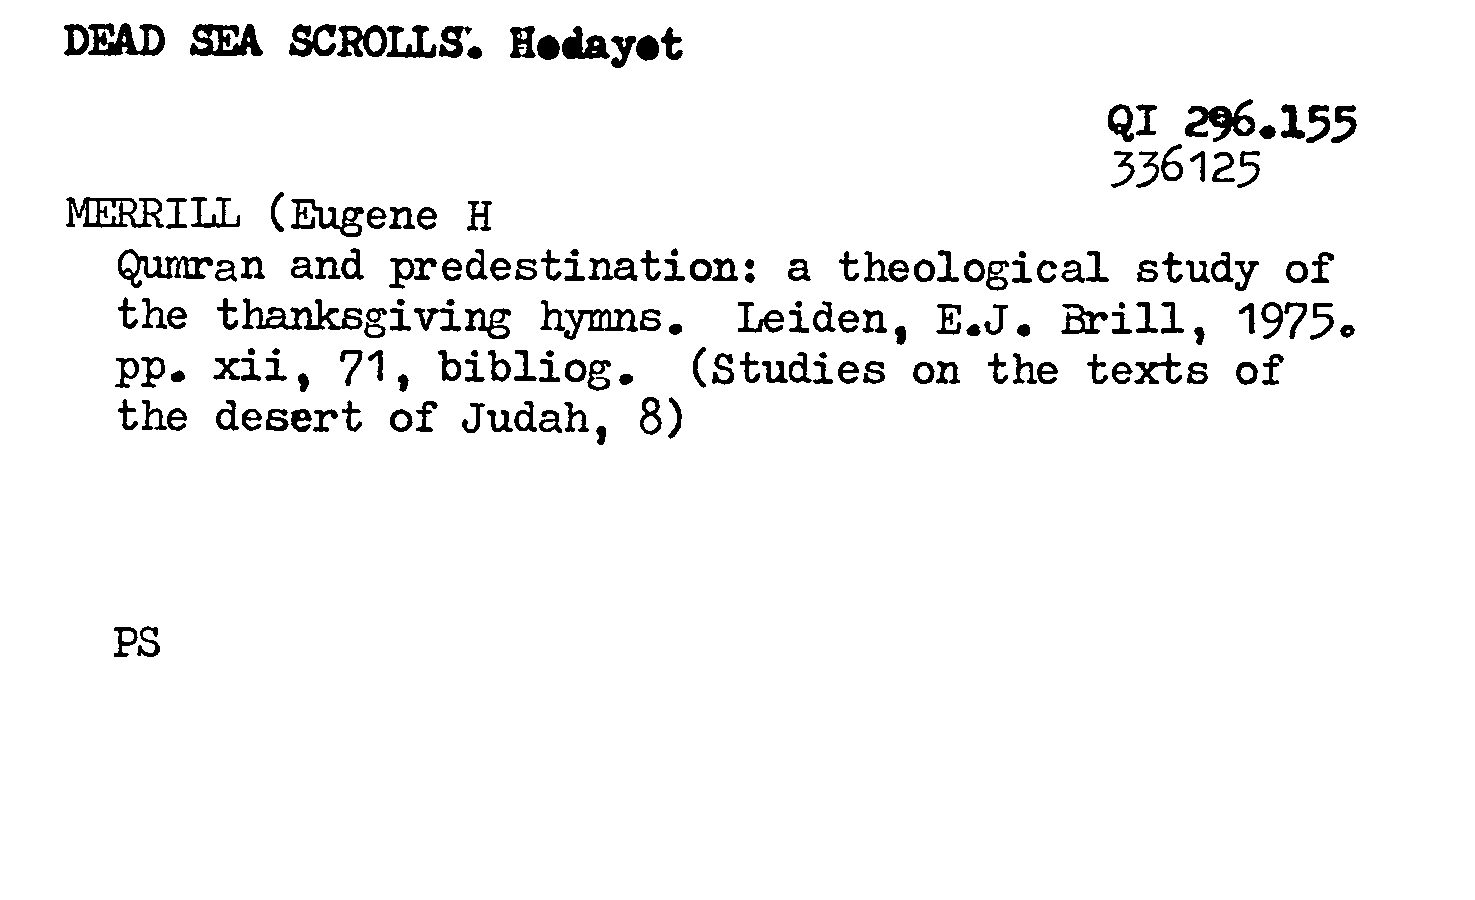 DEAD SEA SCROLLS. Hodayot
QI 296.155
336125
MERRILL (Eugene H
Qumran and predestination: a theological study of
the thanksgiving hymns. Leiden, E.J. Brill, 1975.
pp. xii, 71, bibliog. (Studies on the texts of
the desert of Judah, 8)
PS